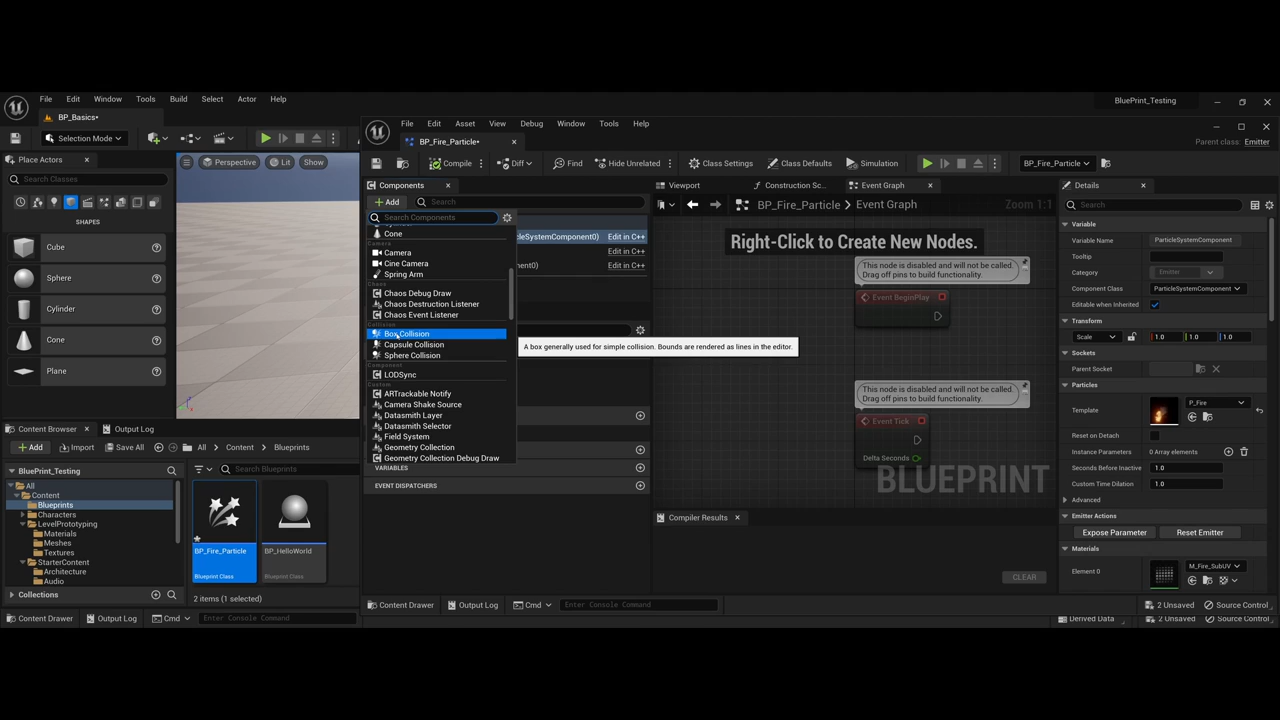 File Edit Window Tools Build Select Actor Help
BP_Basics*
Selection Mode
Place Actors
Search Classes
SHAPES
Cube
Sphere
Cylinder
Cone
Plane
Perspective Lit Show
Content Browser Output Log
Add Import Save All All Content Blueprints
BluePrint_Testing
Search Blueprints
All
Content
Blueprints
Characters
LevelPrototyping
Materials
Meshes
Textures
StarterContent
Architecture
Audio
Collections
BP_Fire_Particle
Blueprint Class
BP_HelloWorld
Blueprint Class
2 items (1 selected)
Content Drawer Output Log Cmd Enter Console Command
BluePrint_Testing
File Edit Asset View Debug Window Tools Help
BP_Fire_Particle*
Parent class: Emitter
Compile Diff Find Hide Unrelated Class Settings Class Defaults Simulation BP_Fire_Particle
Components
Add Search
Search Components
cleSystemComponent0) Edit in C++
Edit in C++
nent0) Edit in C++
Cone
Camera
Camera
Cine Camera
Spring Arm
Chaos
Chaos Debug Draw
Chaos Destruction Listener
Chaos Event Listener
Collision
Box Collision
Capsule Collision
Sphere Collision
Component
LODSync
Custom
ARTrackable Notify
Camera Shake Source
Datasmith Layer
Datasmith Selector
Field System
Geometry Collection
Geometry Collection Debug Draw
VARIABLES
EVENT DISPATCHERS
A box generally used for simple collision. Bounds are rendered as lines in the editor.
Viewport Construction Sc... Event Graph
BP_Fire_Particle Event Graph Zoom 1:1
Right-Click to Create New Nodes.
This node is disabled and will not be called.
Drag off pins to build functionality.
Event BeginPlay
This node is disabled and will not be called.
Drag off pins to build functionality.
Event Tick
Delta Seconds
BLUEPRINT
Compiler Results
CLEAR
Details
Search
Variable
Variable Name ParticleSystemComponent
Tooltip
Category Emitter
Component Class ParticleSystemComponent
Editable when Inherited
Transform
Scale 1.0 1.0 1.0
Sockets
Parent Socket
Particles
Template P_Fire
Reset on Detach
Instance Parameters 0 Array elements
Seconds Before Inactive 1.0
Custom Time Dilation 1.0
Advanced
Emitter Actions
Expose Parameter Reset Emitter
Materials
Element 0 M_Fire_SubUV
Content Drawer Output Log Cmd Enter Console Command 2 Unsaved Source Control
Derived Data 2 Unsaved Source Control